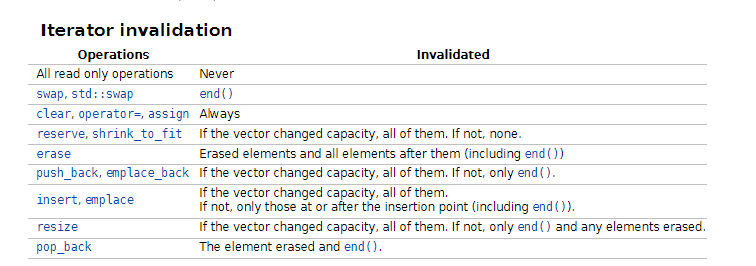 Iterator invalidation
Operations Invalidated
All read only operations Never
swap, std::swap end()
clear, operator=, assign Always
reserve, shrink_to_fit If the vector changed capacity, all of them. If not, none.
erase Erased elements and all elements after them (including end())
push_back, emplace_back If the vector changed capacity, all of them. If not, only end().
insert, emplace If the vector changed capacity, all of them.
If not, only those at or after the insertion point (including end()).
resize If the vector changed capacity, all of them. If not, only end() and any elements erased.
pop_back The element erased and end().